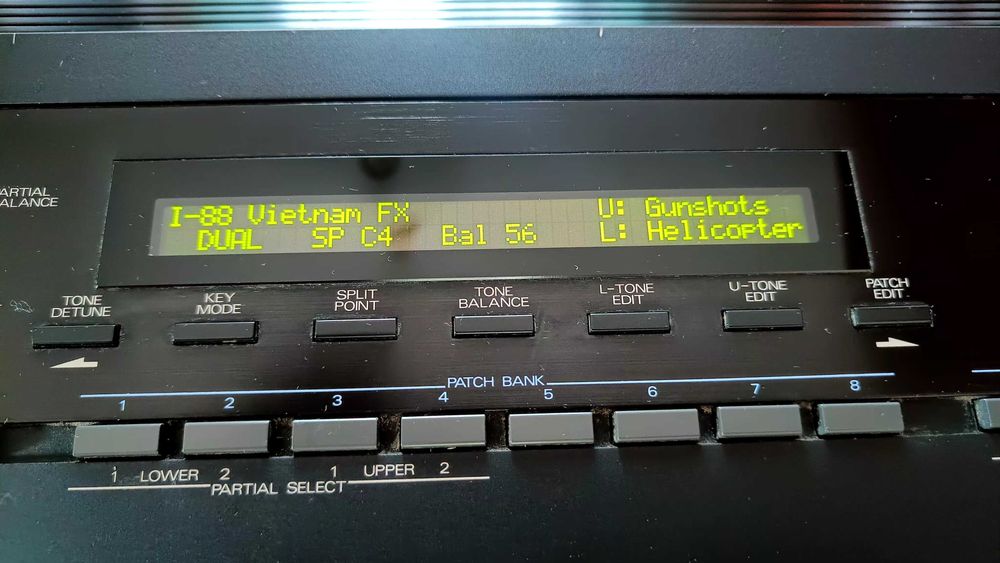 ARTIAL
ALANCE
I-88 Vietnam FX U: Gunshots
DUAL SP C4 Bal 56 L: Helicopter
TONE DETUNE
KEY MODE
SPLIT POINT
TONE BALANCE
L-TONE EDIT
U-TONE EDIT
PATCH EDIT
PATCH BANK
1 2 3 4 5 6 7 8
1 LOWER 2 1 UPPER 2
PARTIAL SELECT